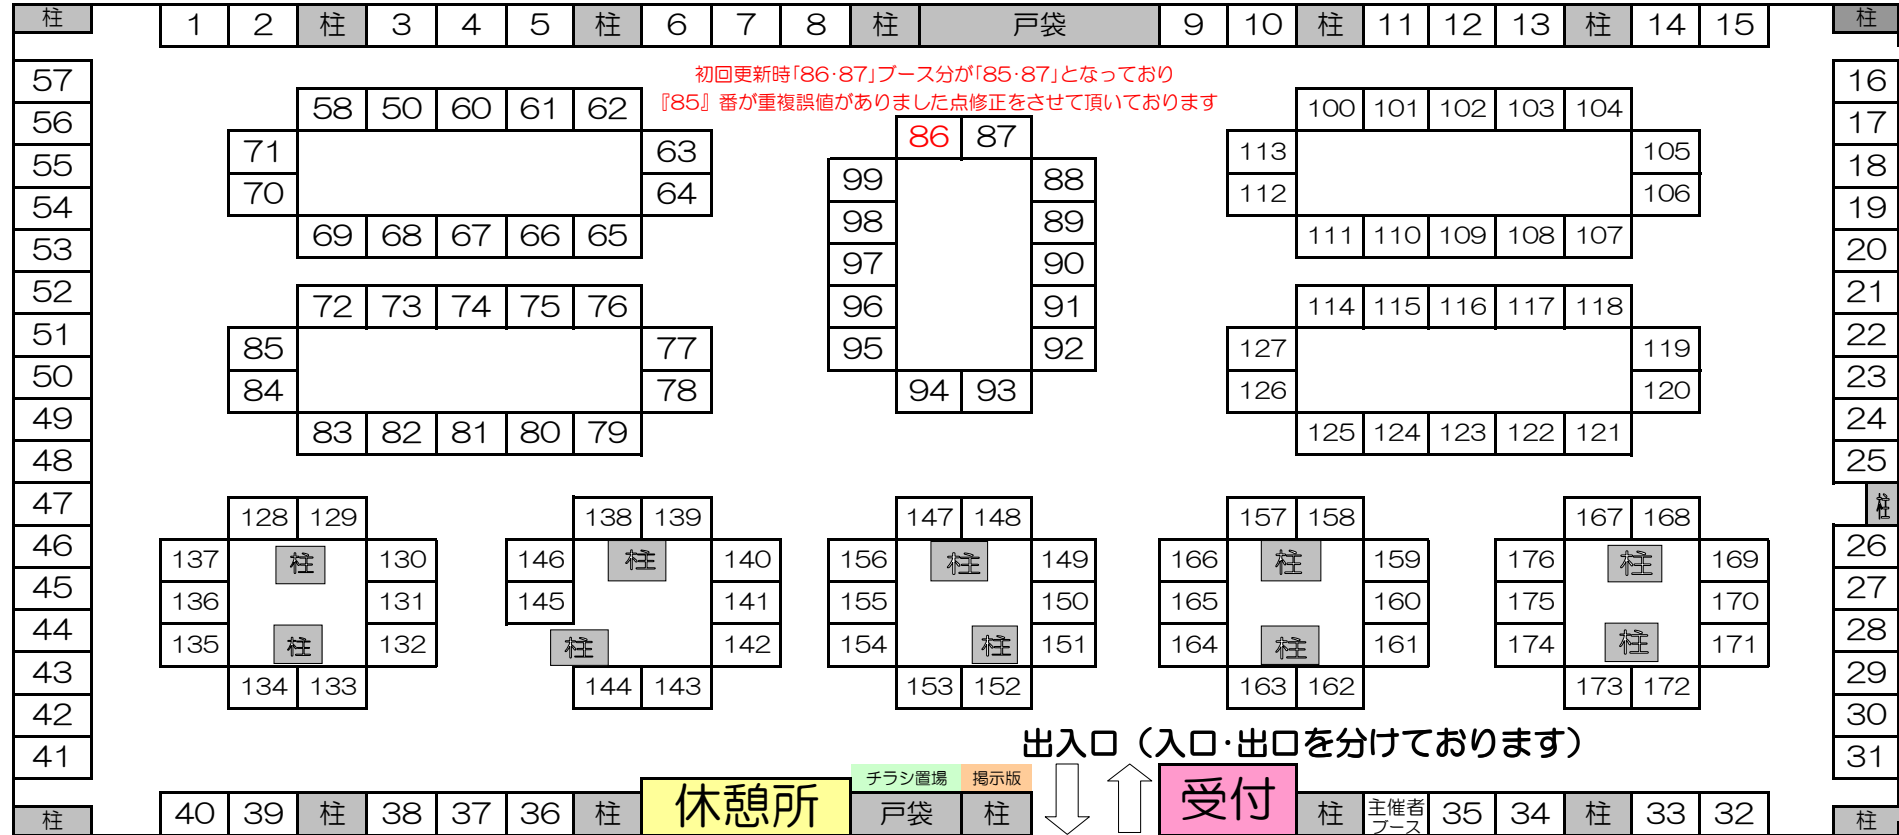 柱 1 2 柱 3 4 5 柱 6 7 8 柱 戸袋 9 10 柱 11 12 13 柱 14 15 柱
初回更新時「86・87」ブース分が「85・87」となっており
『85』番が重複誤値がありました点修正をさせて頂いております
57 16
58 50 60 61 62 100 101 102 103 104
56 86 87 17
71 63 113 105
55 99 88 18
70 64 112 106
54 98 89 19
69 68 67 66 65 111 110 109 108 107
53 97 90 20
52 72 73 74 75 76 96 91 114 115 116 117 118 21
51 85 77 95 92 127 119 22
50 84 78 94 93 126 120 23
49 83 82 81 80 79 125 124 123 122 121 24
48 25
47 128 129 138 139 147 148 157 158 167 168 柱
46 137 柱 130 146 柱 140 156 柱 149 166 柱 159 176 柱 169 26
45 136 131 145 141 155 150 165 160 175 170 27
44 135 柱 132 柱 142 154 柱 151 164 柱 161 174 柱 171 28
43 134 133 144 143 153 152 163 162 173 172 29
42 30
出入口（入口・出口を分けております）
41 31
チラシ置場 掲示版
柱 40 39 柱 38 37 36 柱 休憩所 戸袋 柱 受付 柱 主催者 35 34 柱 33 32 柱
ブース